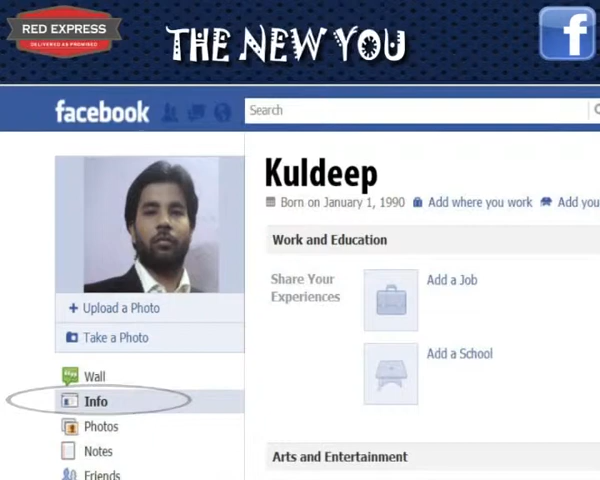 RED EXPRESS
DELIVERED AS PROMISED
THE NEW YOU
f
facebook
Search
Kuldeep
Born on January 1, 1990 Add where you work Add you
Work and Education
Share Your
Experiences
Add a Job
Add a School
+ Upload a Photo
Take a Photo
Wall
Info
Photos
Notes
Friends
Arts and Entertainment